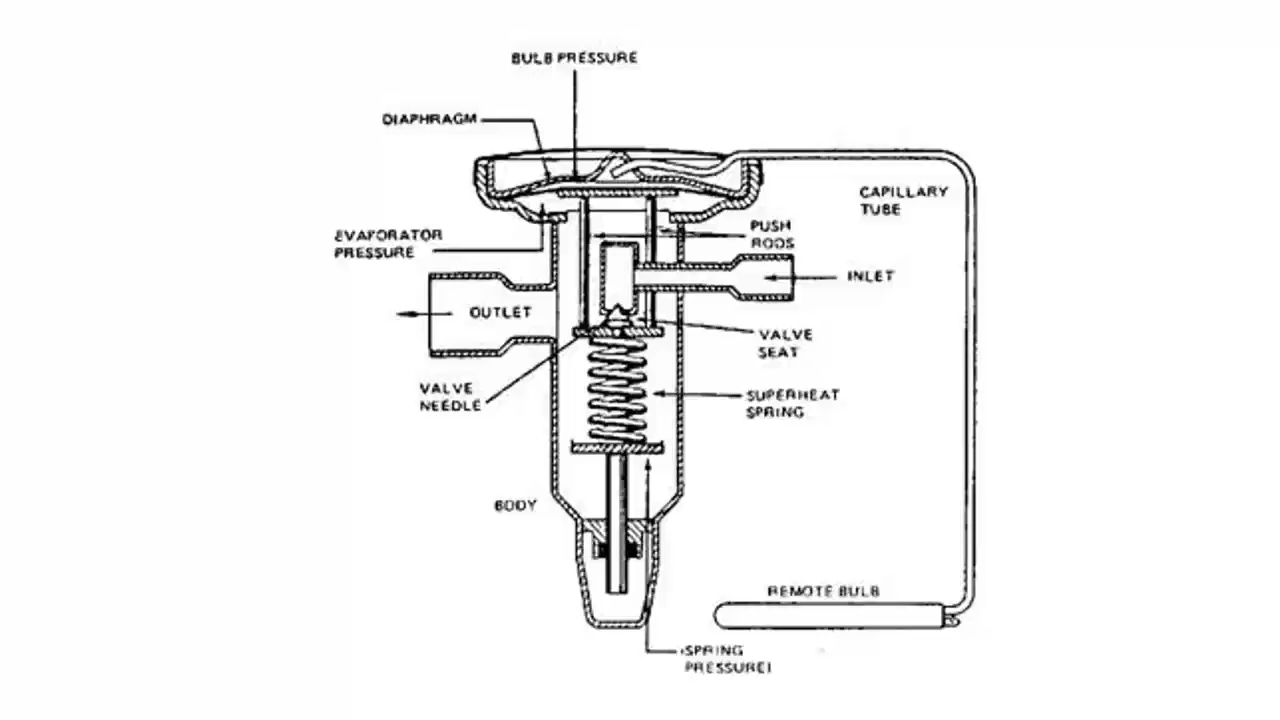 BULB PRESSURE
DIAPHRAGM
CAPILLARY
TUBE
PUSH
RODS
EVAPORATOR
PRESSURE
INLET
OUTLET
VALVE
SEAT
VALVE
NEEDLE
SUPERHEAT
SPRING
BODY
REMOTE BULB
(SPRING
PRESSURE)